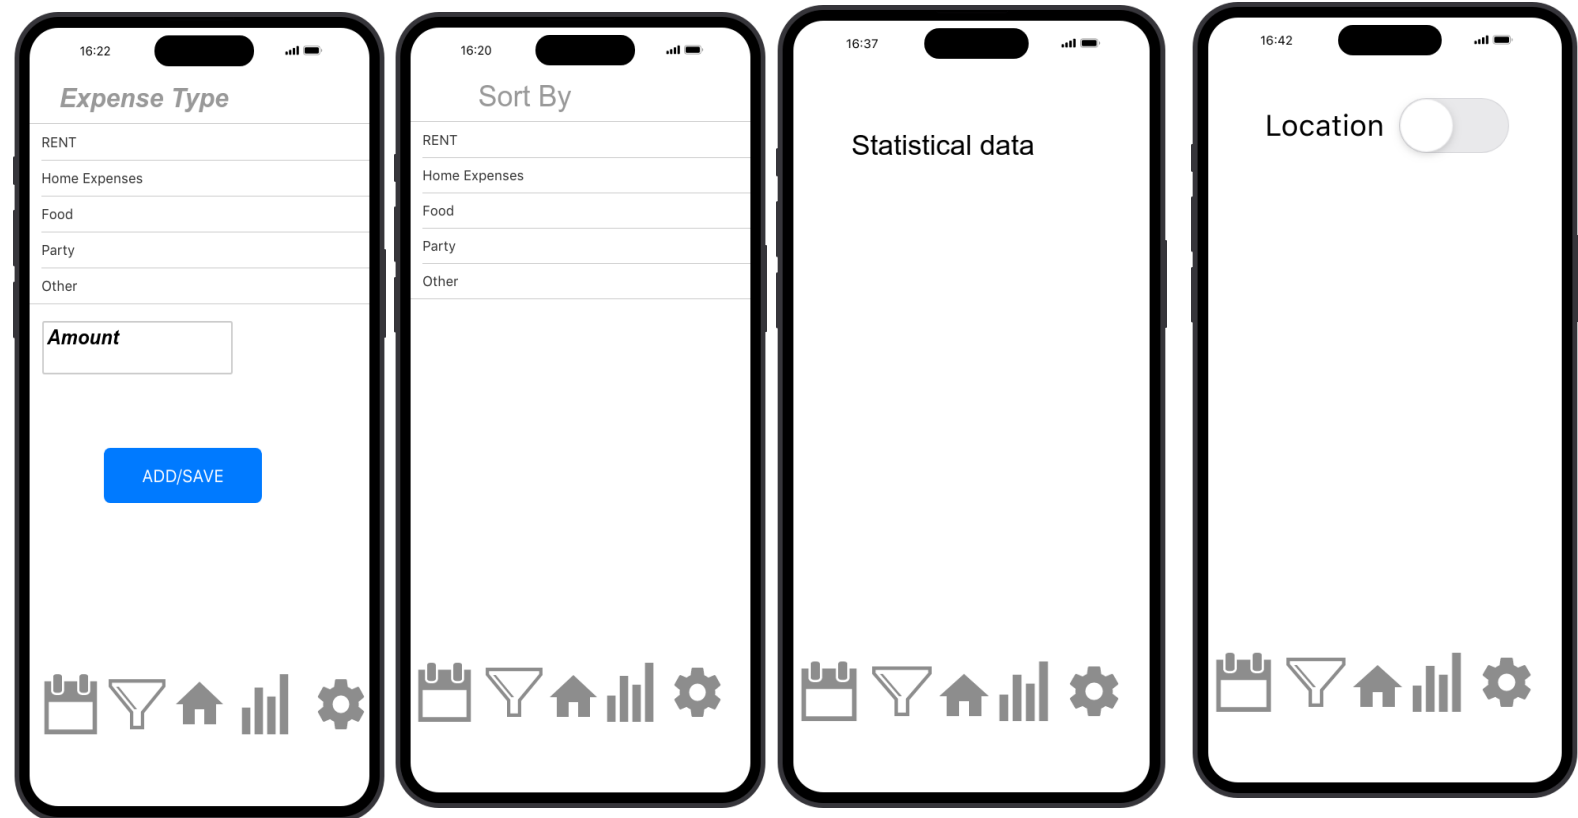 16:22
Expense Type
RENT
Home Expenses
Food
Party
Other
Amount
ADD/SAVE
16:20
Sort By
RENT
Home Expenses
Food
Party
Other
16:37
Statistical data
16:42
Location